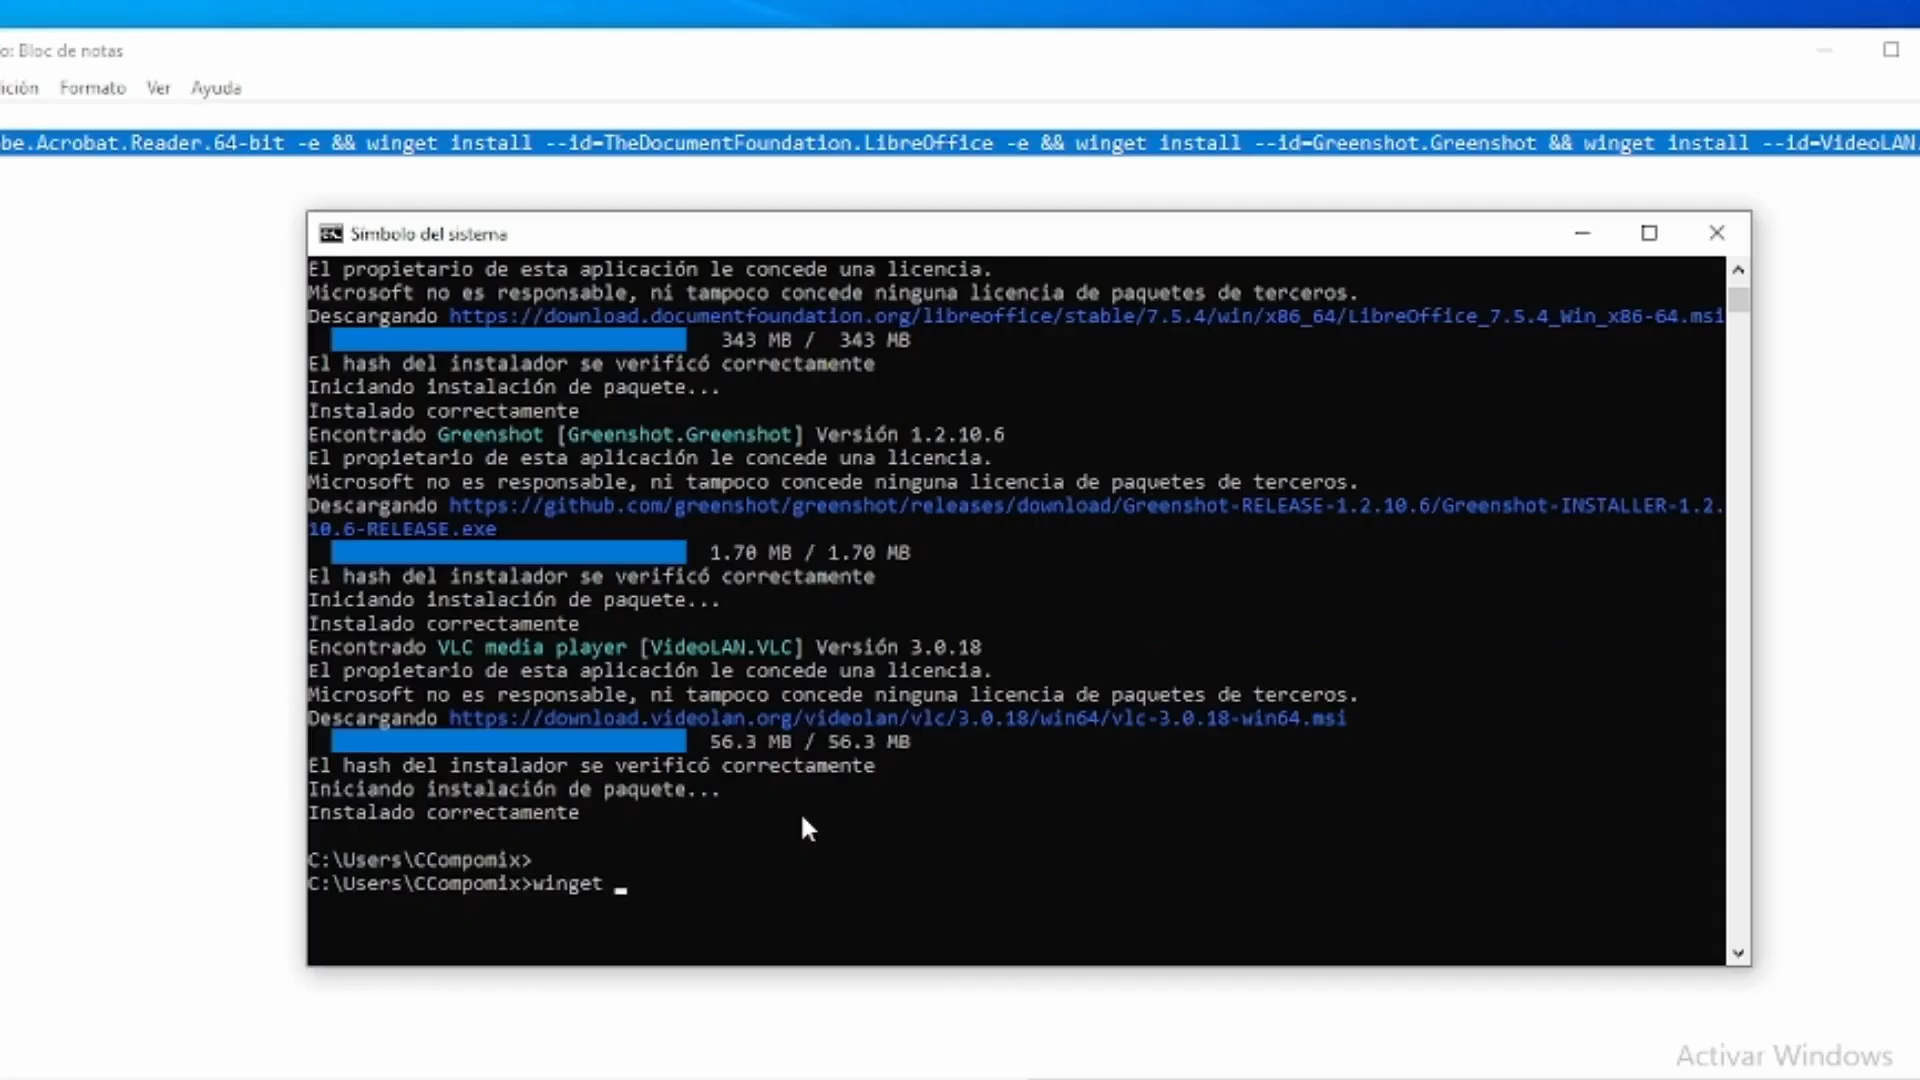 o: Bloc de notas
ición Formato Ver Ayuda
be.Acrobat.Reader.64-bit -e && winget install --id=TheDocumentFoundation.LibreOffice -e && winget install --id=Greenshot.Greenshot && winget install --id=VideoLAN.
Símbolo del sistema
El propietario de esta aplicación le concede una licencia.
Microsoft no es responsable, ni tampoco concede ninguna licencia de paquetes de terceros.
Descargando https://download.documentfoundation.org/libreoffice/stable/7.5.4/win/x86_64/LibreOffice_7.5.4_Win_x86-64.msi
343 MB / 343 MB
El hash del instalador se verificó correctamente
Iniciando instalación de paquete...
Instalado correctamente
Encontrado Greenshot [Greenshot.Greenshot] Versión 1.2.10.6
El propietario de esta aplicación le concede una licencia.
Microsoft no es responsable, ni tampoco concede ninguna licencia de paquetes de terceros.
Descargando https://github.com/greenshot/greenshot/releases/download/Greenshot-RELEASE-1.2.10.6/Greenshot-INSTALLER-1.2.
10.6-RELEASE.exe
1.70 MB / 1.70 MB
El hash del instalador se verificó correctamente
Iniciando instalación de paquete...
Instalado correctamente
Encontrado VLC media player [VideoLAN.VLC] Versión 3.0.18
El propietario de esta aplicación le concede una licencia.
Microsoft no es responsable, ni tampoco concede ninguna licencia de paquetes de terceros.
Descargando https://download.videolan.org/videolan/vlc/3.0.18/win64/vlc-3.0.18-win64.msi
56.3 MB / 56.3 MB
El hash del instalador se verificó correctamente
Iniciando instalación de paquete...
Instalado correctamente
C:\Users\CCompomix>
C:\Users\CCompomix>winget _
Activar Windows